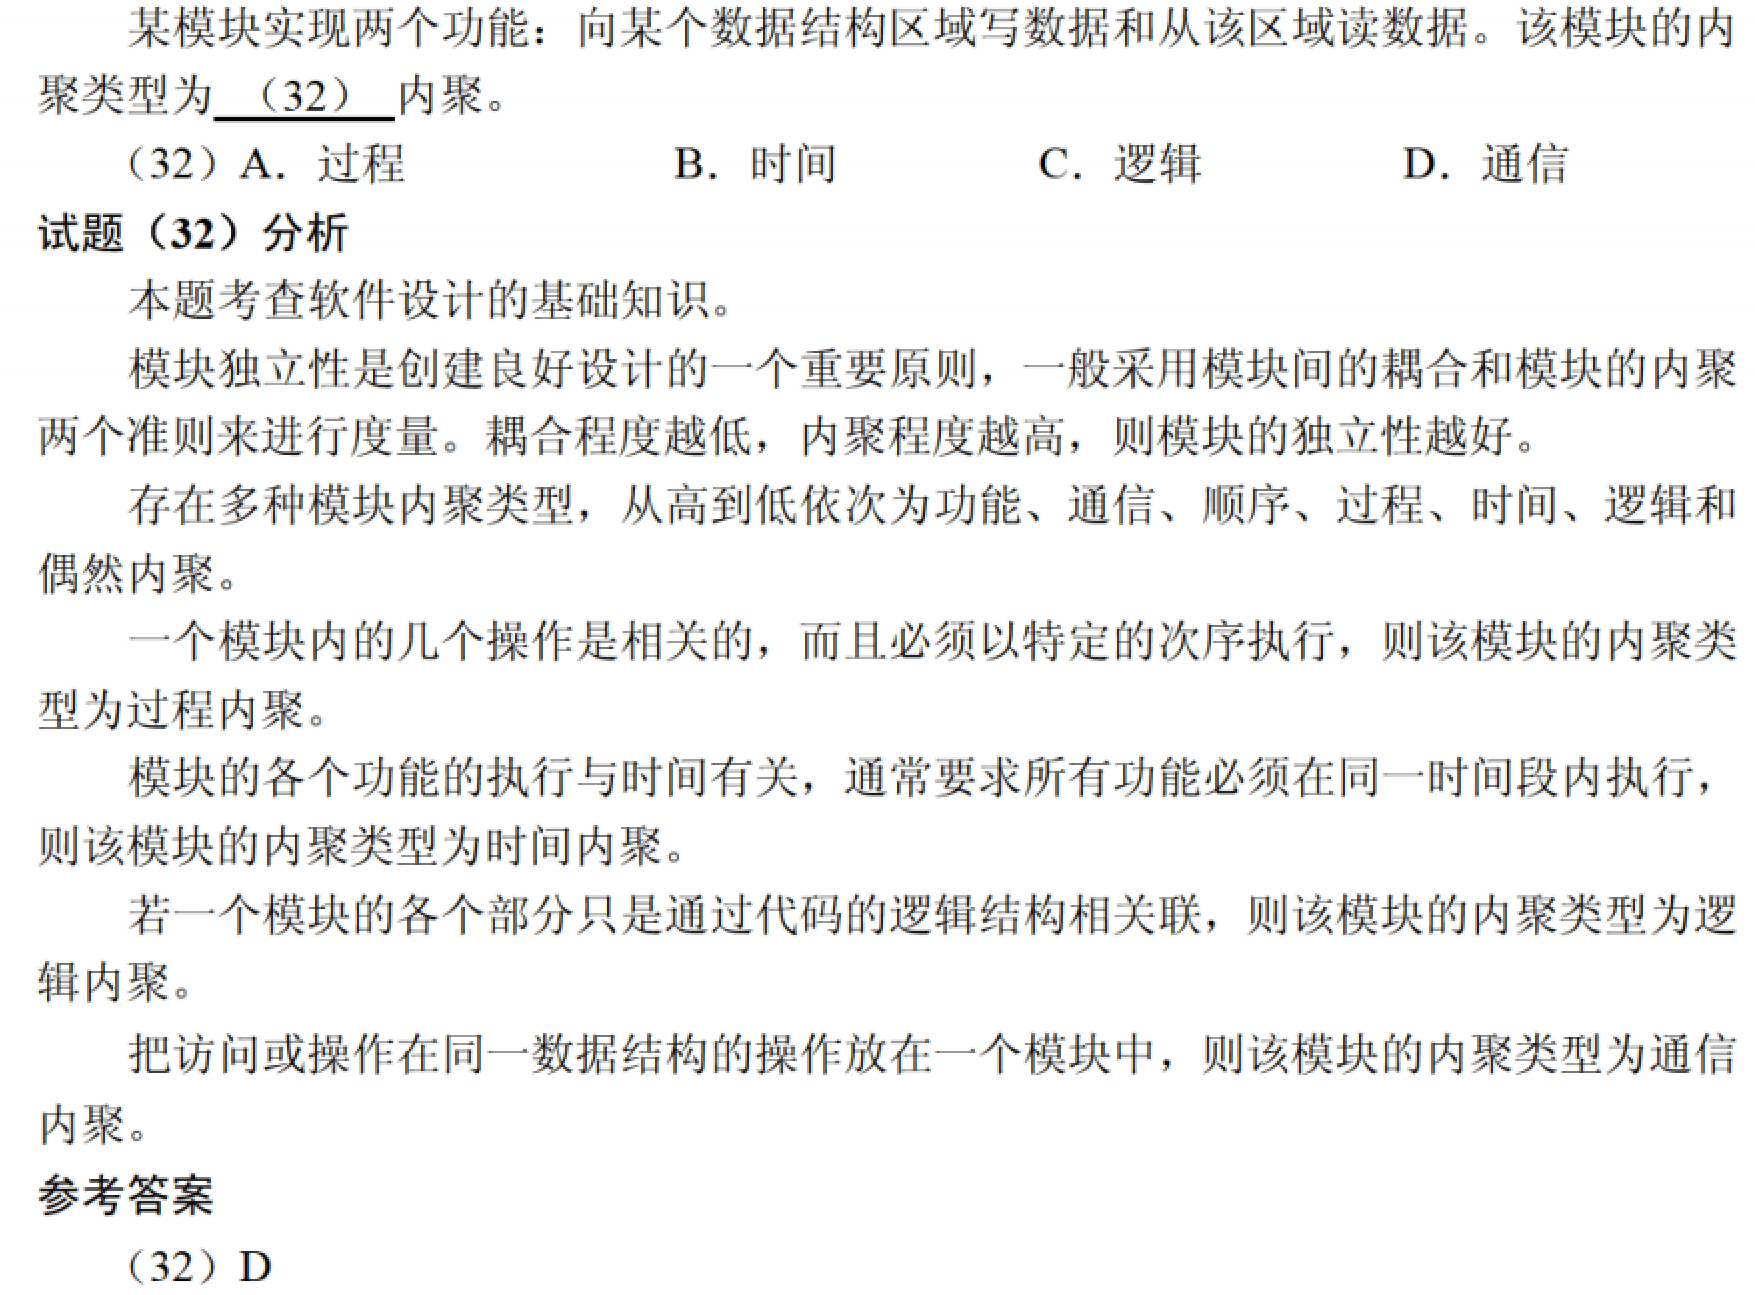 某模块实现两个功能：向某个数据结构区域写数据和从该区域读数据。该模块的内
聚类型为 （32） 内聚。
（32）A．过程 B．时间 C．逻辑 D．通信
试题（32）分析
本题考查软件设计的基础知识。
模块独立性是创建良好设计的一个重要原则，一般采用模块间的耦合和模块的内聚
两个准则来进行度量。耦合程度越低，内聚程度越高，则模块的独立性越好。
存在多种模块内聚类型，从高到低依次为功能、通信、顺序、过程、时间、逻辑和
偶然内聚。
一个模块内的几个操作是相关的，而且必须以特定的次序执行，则该模块的内聚类
型为过程内聚。
模块的各个功能的执行与时间有关，通常要求所有功能必须在同一时间段内执行，
则该模块的内聚类型为时间内聚。
若一个模块的各个部分只是通过代码的逻辑结构相关联，则该模块的内聚类型为逻
辑内聚。
把访问或操作在同一数据结构的操作放在一个模块中，则该模块的内聚类型为通信
内聚。
参考答案
（32）D